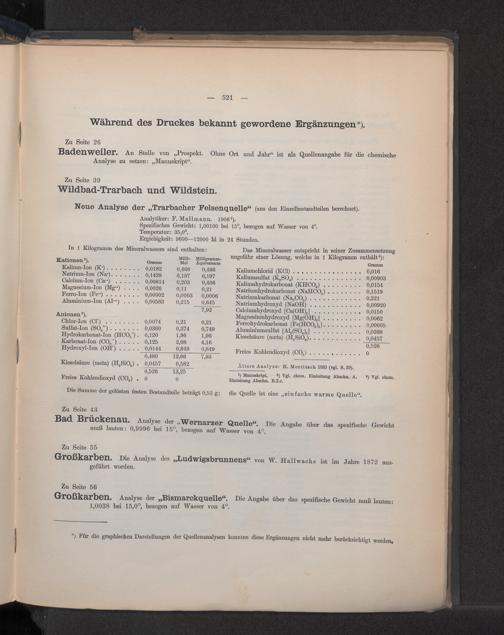 — 521 —
Während des Druckes bekannt gewordene Ergänzungen*).
Zu Seite 26
Badenweiler. An Stelle von „Prospekt. Ohne Ort und Jahr“ ist als Quellenangabe für die chemische
Analyse zu setzen: „Manuskript“.
Zu Seite 39
Wildbad-Trarbach und Wildstein.
Neue Analyse der „Trarbacher Felsenquelle“ (aus den Einzelbestandteilen berechnet).
Analytiker: F. Mallmann. 1906¹).
Spezifisches Gewicht: 1,00100 bei 15°, bezogen auf Wasser von 4°.
Temperatur: 35,0°.
Ergiebigkeit: 9600—12000 hl in 24 Stunden.
In 1 Kilogramm des Mineralwassers sind enthalten:
Kationen²). Gramm Milli-Mol Milligramm-Äquivalente
Kalium-Ion (K·) 0,0182 0,466 0,466
Natrium-Ion (Na·) 0,1428 6,197 6,197
Calcium-Ion (Ca··) 0,00814 0,203 0,406
Magnesium-Ion (Mg··) 0,0026 0,11 0,21
Ferro-Ion (Fe··) 0,00002 0,0003 0,0006
Aluminium-Ion (Al···) 0,00583 0,215 0,645
7,92
Anionen³).
Chlor-Ion (Cl′) 0,0074 0,21 0,21
Sulfat-Ion (SO₄″) 0,0360 0,374 0,749
Hydrokarbonat-Ion (HCO₃′) 0,120 1,96 1,96
Karbonat-Ion (CO₃″) 0,125 2,08 4,16
Hydroxyl-Ion (OH′) 0,0144 0,849 0,849
0,480 12,66 7,93
Kieselsäure (meta) (H₂SiO₃) 0,0457 0,582
0,526 13,25
Freies Kohlendioxyd (CO₂) 0 0
Das Mineralwasser entspricht in seiner Zusammensetzung
ungefähr einer Lösung, welche in 1 Kilogramm enthält³):
Gramm
Kaliumchlorid (KCl) 0,016
Kaliumsulfat (K₂SO₄) 0,00903
Kaliumhydrokarbonat (KHCO₃) 0,0154
Natriumhydrokarbonat (NaHCO₃) 0,1519
Natriumkarbonat (Na₂CO₃) 0,221
Natriumhydroxyd (NaOH) 0,00920
Calciumhydroxyd [Ca(OH)₂] 0,0150
Magnesiumhydroxyd [Mg(OH)₂] 0,0062
Ferrohydrokarbonat [Fe(HCO₃)₂] 0,00005
Aluminiumsulfat [Al₂(SO₄)₃] 0,0368
Kieselsäure (meta) (H₂SiO₃) 0,0457
0,526
Freies Kohlendioxyd (CO₂) 0
¹) Manuskript. ²) Vgl. chem. Einleitung Abschn. A. ³) Vgl. chem.
Einleitung Abschn. B.2.c.
Die Summe der gelösten festen Bestandteile beträgt 0,53 g; die Quelle ist eine „einfache warme Quelle“.
Zu Seite 43
Bad Brückenau. Analyse der „Wernarzer Quelle“. Die Angabe über das spezifische Gewicht
muß lauten: 0,9996 bei 15°, bezogen auf Wasser von 4°.
Zu Seite 55
Großkarben. Die Analyse des „Ludwigsbrunnens“ von W. Hallwachs ist im Jahre 1872 aus-
geführt worden.
Zu Seite 56
Großkarben. Analyse der „Bismarckquelle“. Die Angabe über das spezifische Gewicht muß lauten:
1,0038 bei 15,0°, bezogen auf Wasser von 4°.
*) Für die graphischen Darstellungen der Quellenanalysen konnten diese Ergänzungen nicht mehr berücksichtigt werden.